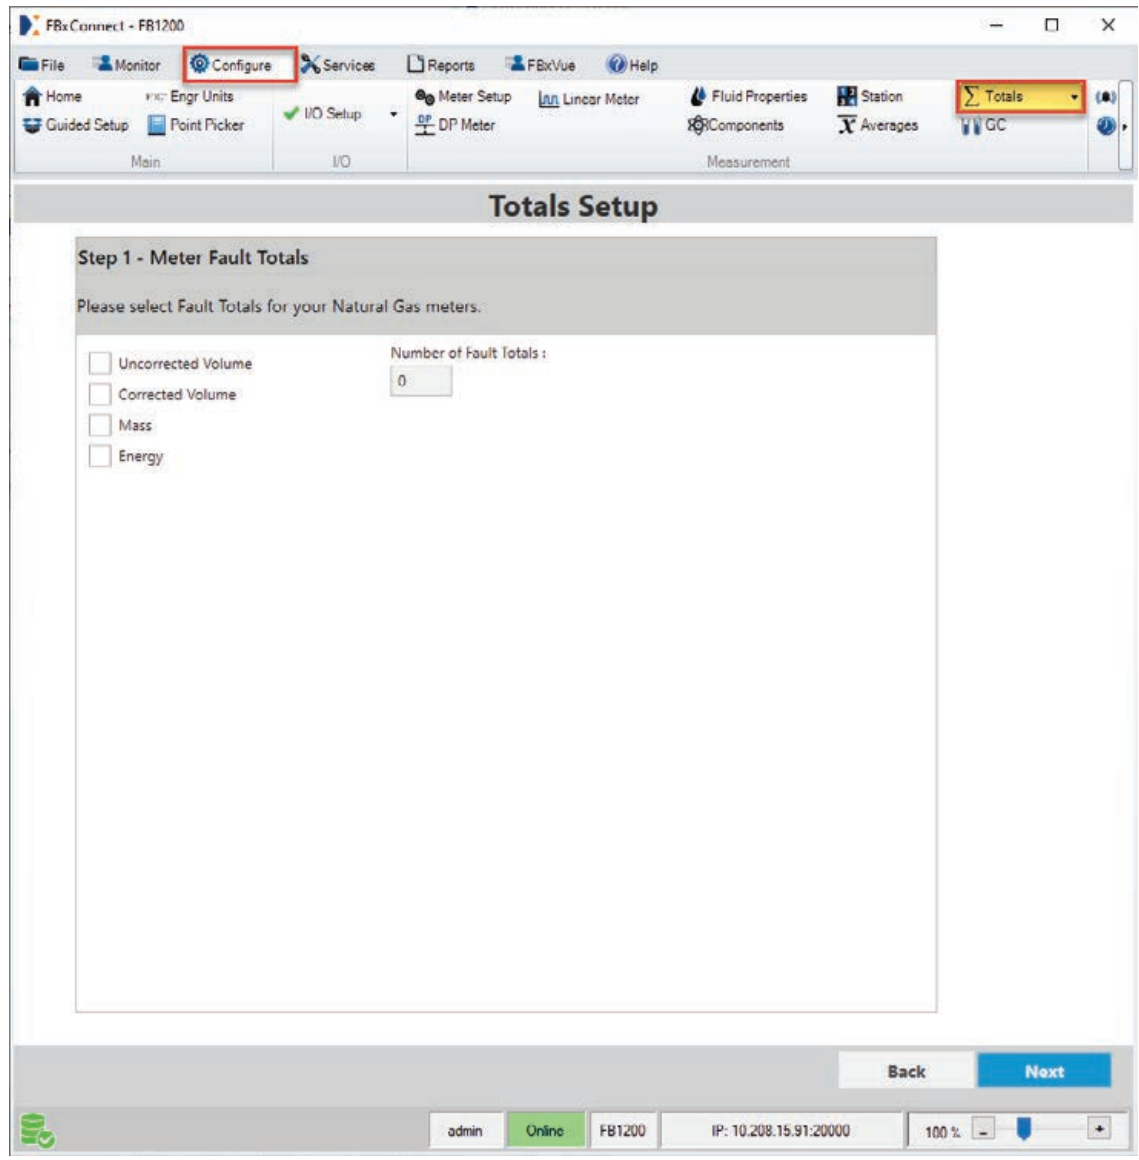 FBxConnect - FB1200
File Monitor Configure Services Reports FBxVue Help
Home Engr Units I/O Setup Meter Setup Linear Meter Fluid Properties Station Totals
Guided Setup Point Picker DP DP Meter Components Averages GC
Main I/O Measurement
Totals Setup
Step 1 - Meter Fault Totals
Please select Fault Totals for your Natural Gas meters.
Uncorrected Volume
Number of Fault Totals :
0
Corrected Volume
Mass
Energy
Back Next
admin Online FB1200 IP: 10.208.15.91:20000 100 % - +